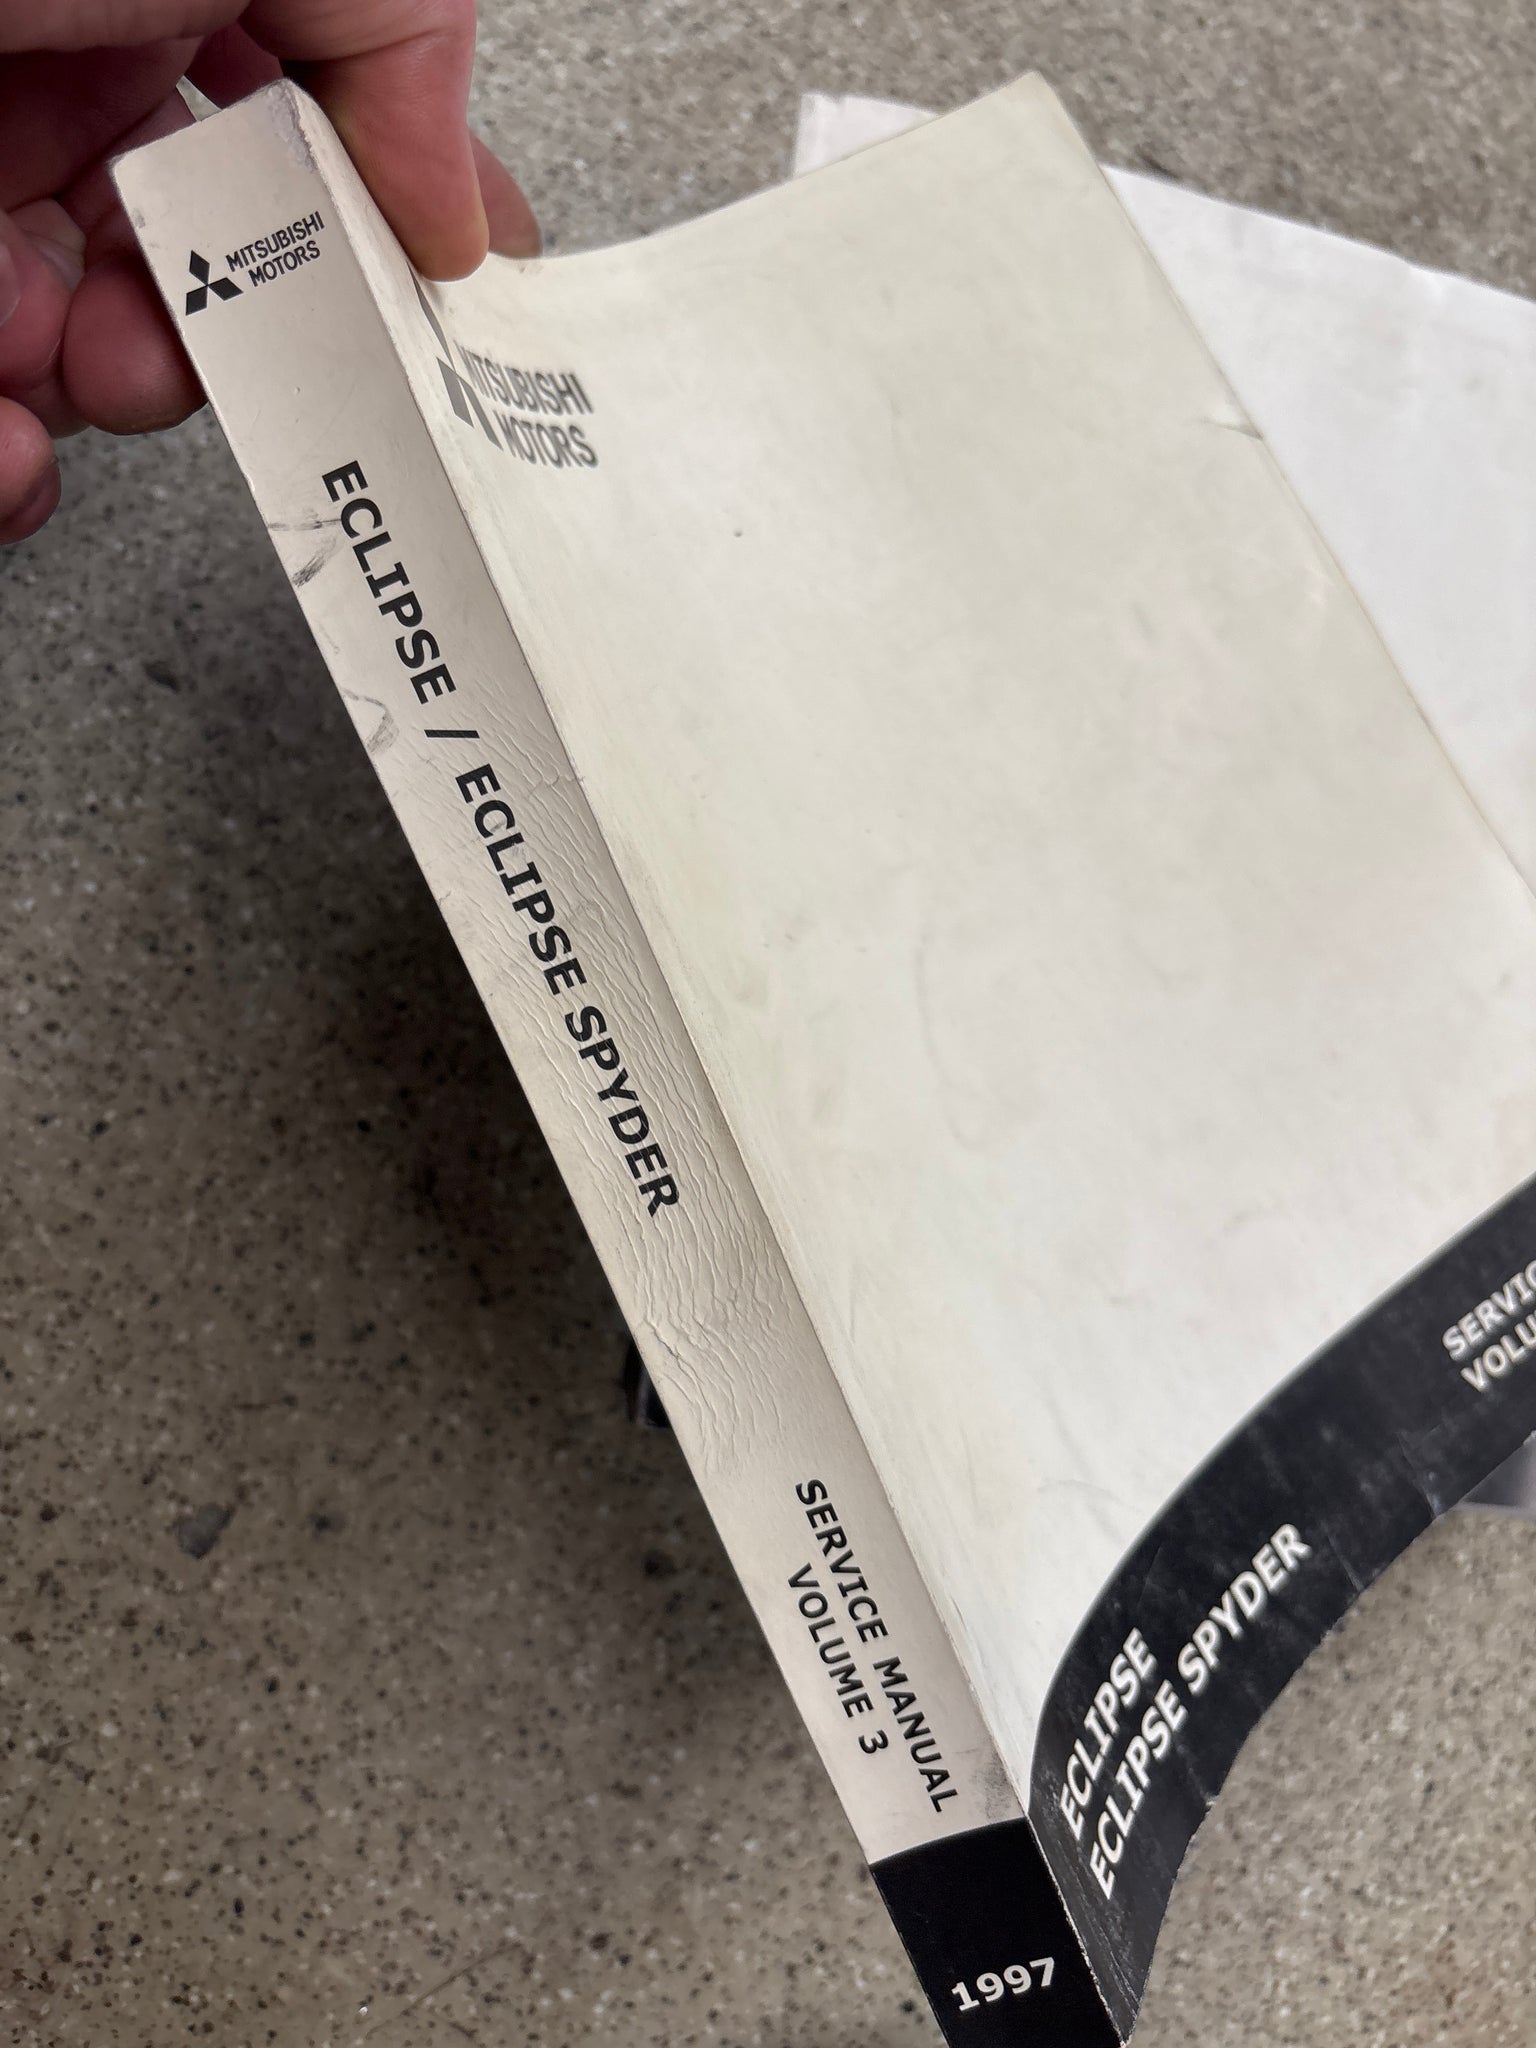 MITSUBISHI
MOTORS
ECLIPSE / ECLIPSE SPYDER
SERVICE MANUAL
VOLUME 3
1997
MITSUBISHI
MOTORS
ECLIPSE
ECLIPSE SPYDER